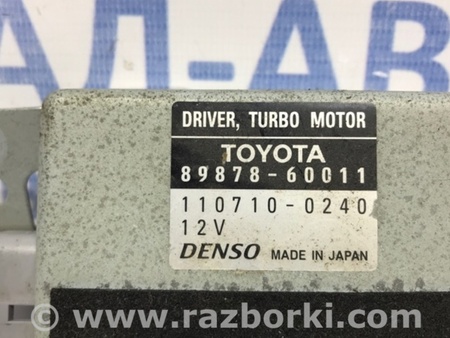 АЛ-АВ
DRIVER, TURBO MOTOR
TOYOTA
89878-60011
110710-0240
12V
DENSO MADE IN JAPAN
www.razborki.com